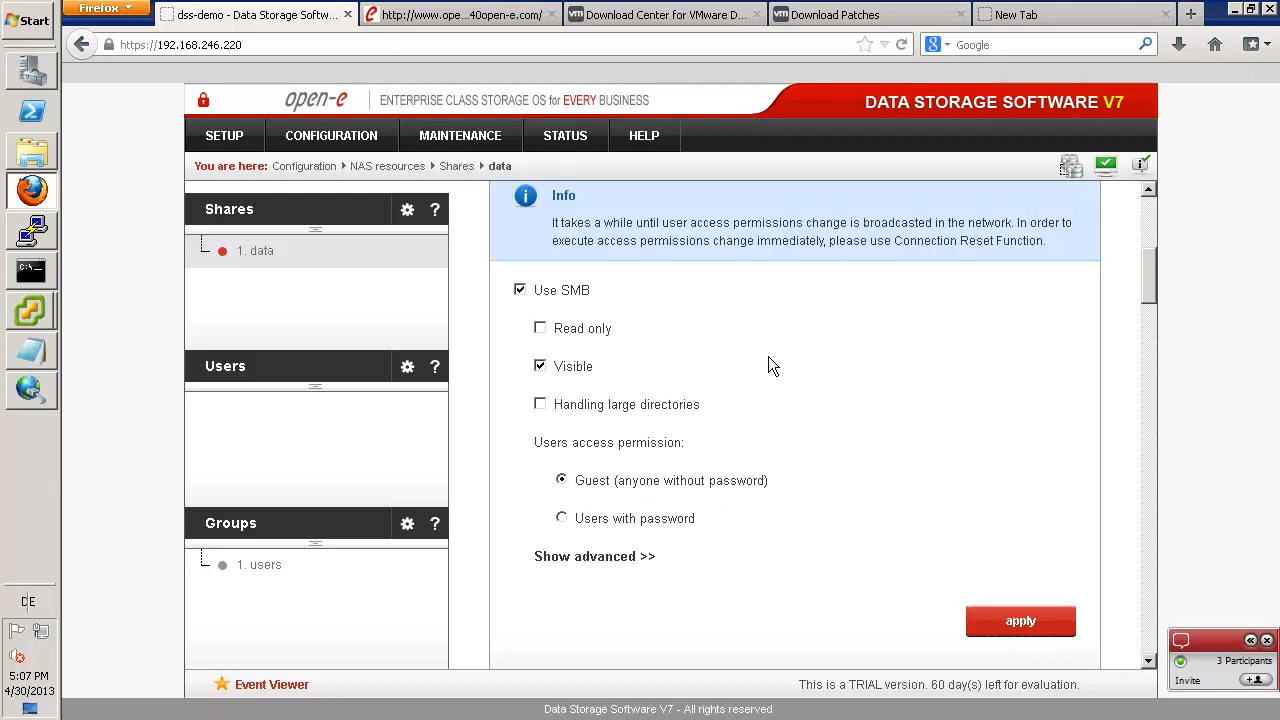 Start
Firefox
dss-demo - Data Storage Softw...
http://www.ope...40open-e.com/
Download Center for VMware D...
Download Patches
New Tab
https://192.168.246.220
Google
open-e
ENTERPRISE CLASS STORAGE OS for EVERY BUSINESS
DATA STORAGE SOFTWARE V7
SETUP
CONFIGURATION
MAINTENANCE
STATUS
HELP
You are here: Configuration NAS resources Shares data
Shares
?
1. data
Users
?
Groups
?
1. users
Info
It takes a while until user access permissions change is broadcasted in the network. In order to
execute access permissions change immediately, please use Connection Reset Function.
Use SMB
Read only
Visible
Handling large directories
Users access permission:
Guest (anyone without password)
Users with password
Show advanced >>
apply
Event Viewer
This is a TRIAL version. 60 day(s) left for evaluation.
Data Storage Software V7 - All rights reserved
DE
5:07 PM
4/30/2013
3 Participants
Invite